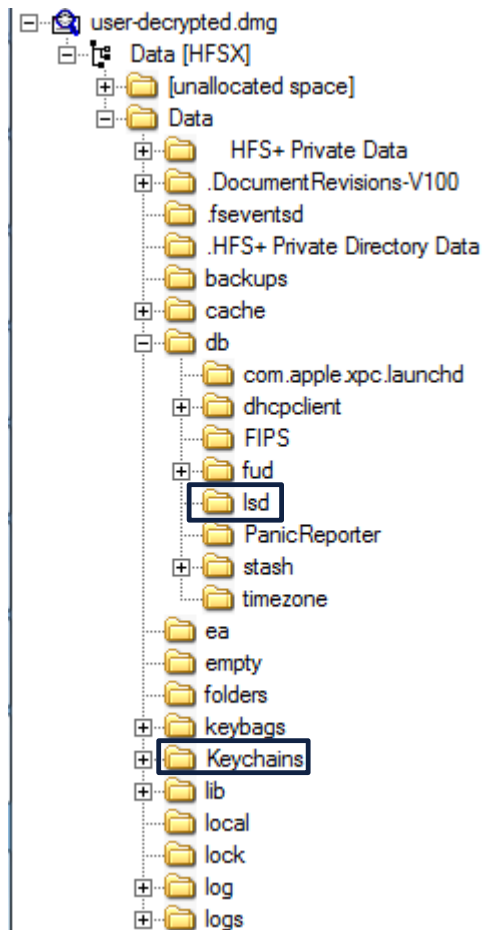 user-decrypted.dmg
Data [HFSX]
[unallocated space]
Data
HFS+ Private Data
.DocumentRevisions-V100
.fseventsd
.HFS+ Private Directory Data
backups
cache
db
com.apple.xpc.launchd
dhcpclient
FIPS
fud
lsd
PanicReporter
stash
timezone
ea
empty
folders
keybags
Keychains
lib
local
lock
log
logs